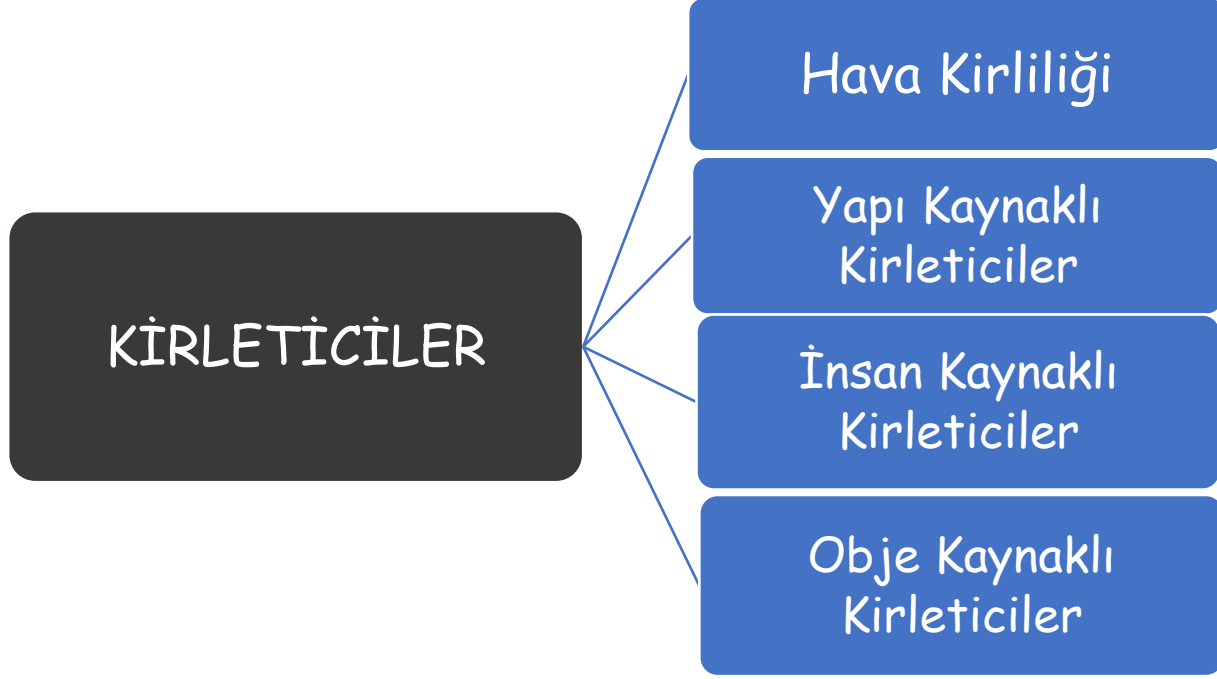 KİRLETİCİLER
Hava Kirliliği
Yapı Kaynaklı
Kirleticiler
İnsan Kaynaklı
Kirleticiler
Obje Kaynaklı
Kirleticiler